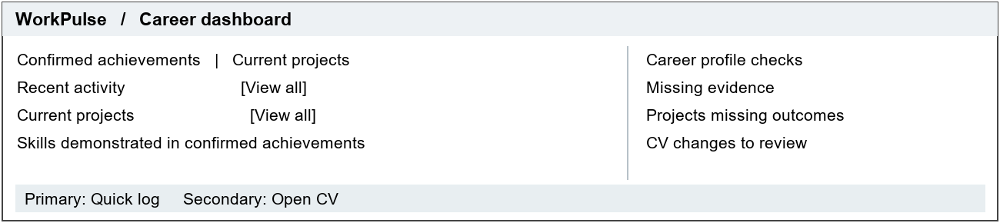 WorkPulse / Career dashboard
Confirmed achievements | Current projects
Recent activity [View all]
Current projects [View all]
Skills demonstrated in confirmed achievements
Career profile checks
Missing evidence
Projects missing outcomes
CV changes to review
Primary: Quick log Secondary: Open CV